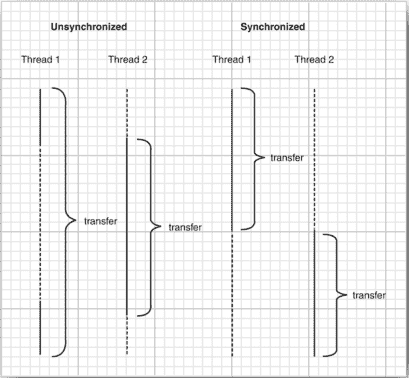 Unsynchronized Synchronized
Thread 1 Thread 2 Thread 1 Thread 2
transfer
transfer
transfer
transfer